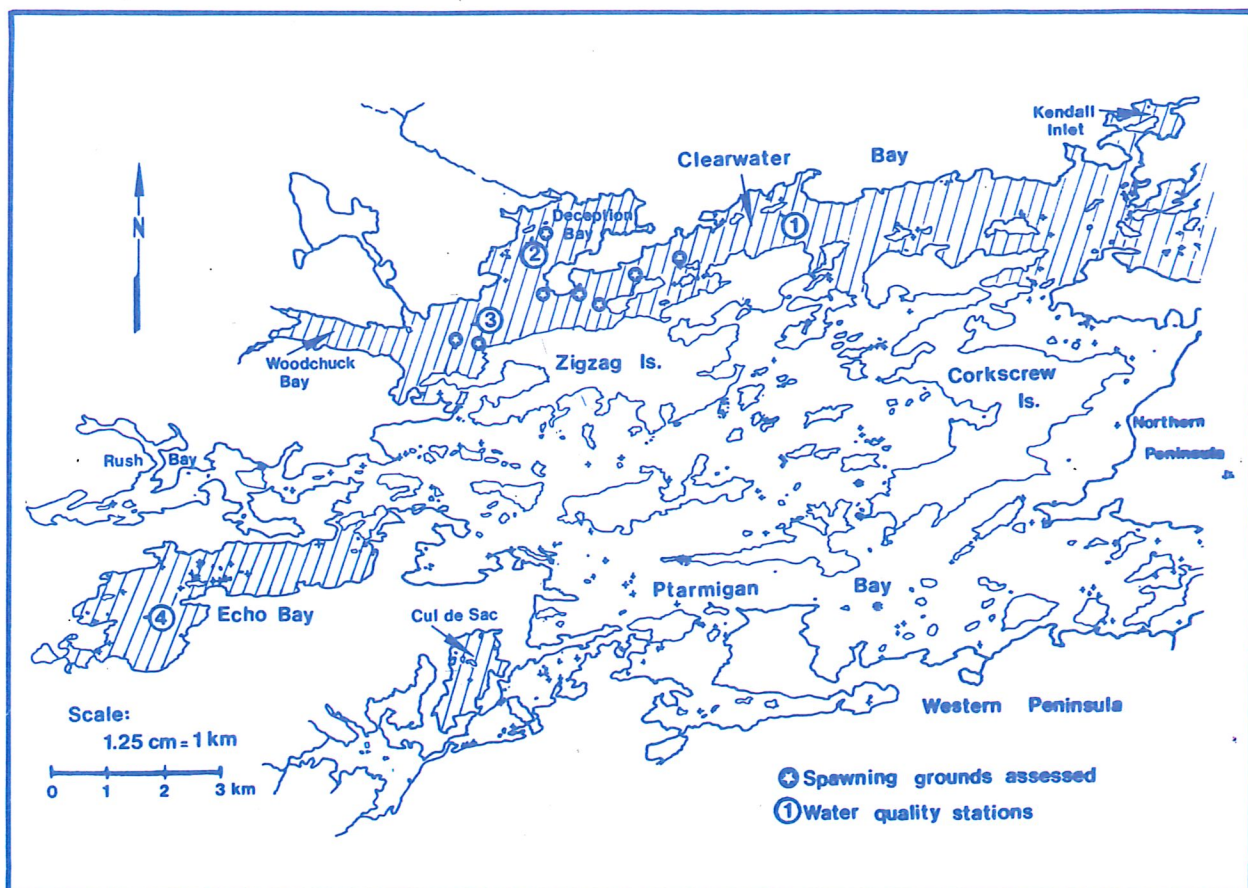 Kendall
Inlet
Clearwater Bay
1
N
Deception
Bay
2
3
Woodchuck
Bay
Zigzag Is.
Corkscrew
Is.
Northern
Peninsula
Rush Bay
Ptarmigan Bay
4
Echo Bay
Cul de Sac
Western Peninsula
Scale:
1.25 cm = 1 km
0 1 2 3 km
Spawning grounds assessed
1 Water quality stations